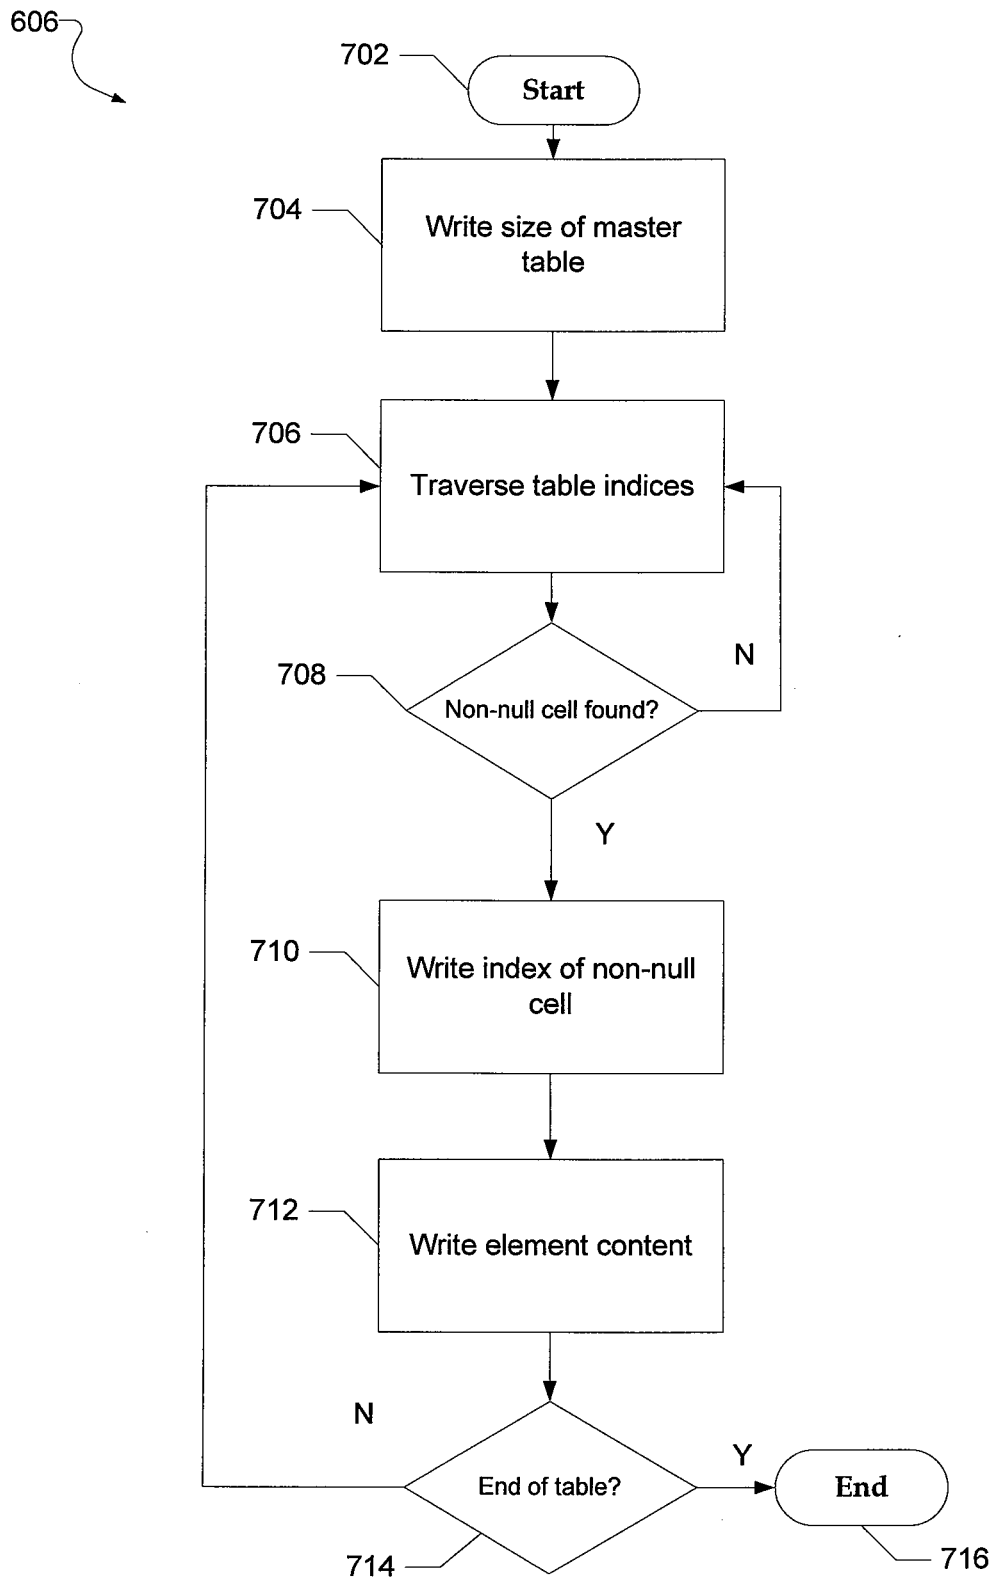 606
702
Start
704
Write size of master
table
706
Traverse table indices
708
Non-null cell found?
N
Y
710
Write index of non-null
cell
712
Write element content
N
End of table?
Y
End
714
716